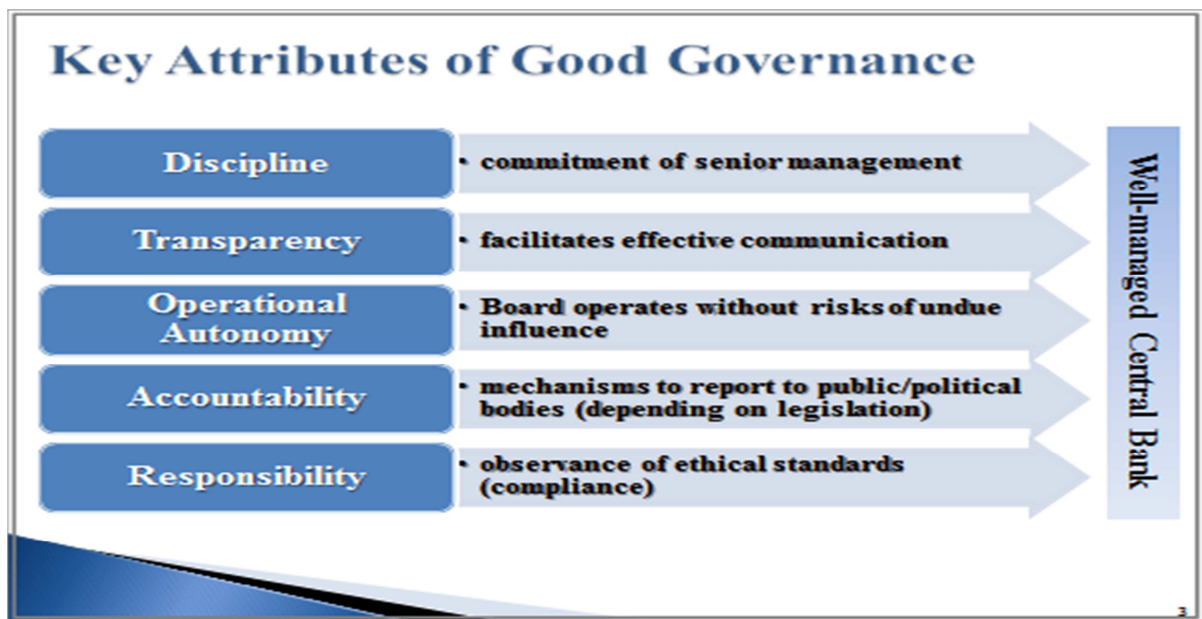 Key Attributes of Good Governance
Discipline
• commitment of senior management
Transparency
• facilitates effective communication
Operational
Autonomy
• Board operates without risks of undue
influence
Accountability
• mechanisms to report to public/political
bodies (depending on legislation)
Responsibility
• observance of ethical standards
(compliance)
Well-managed Central Bank
3